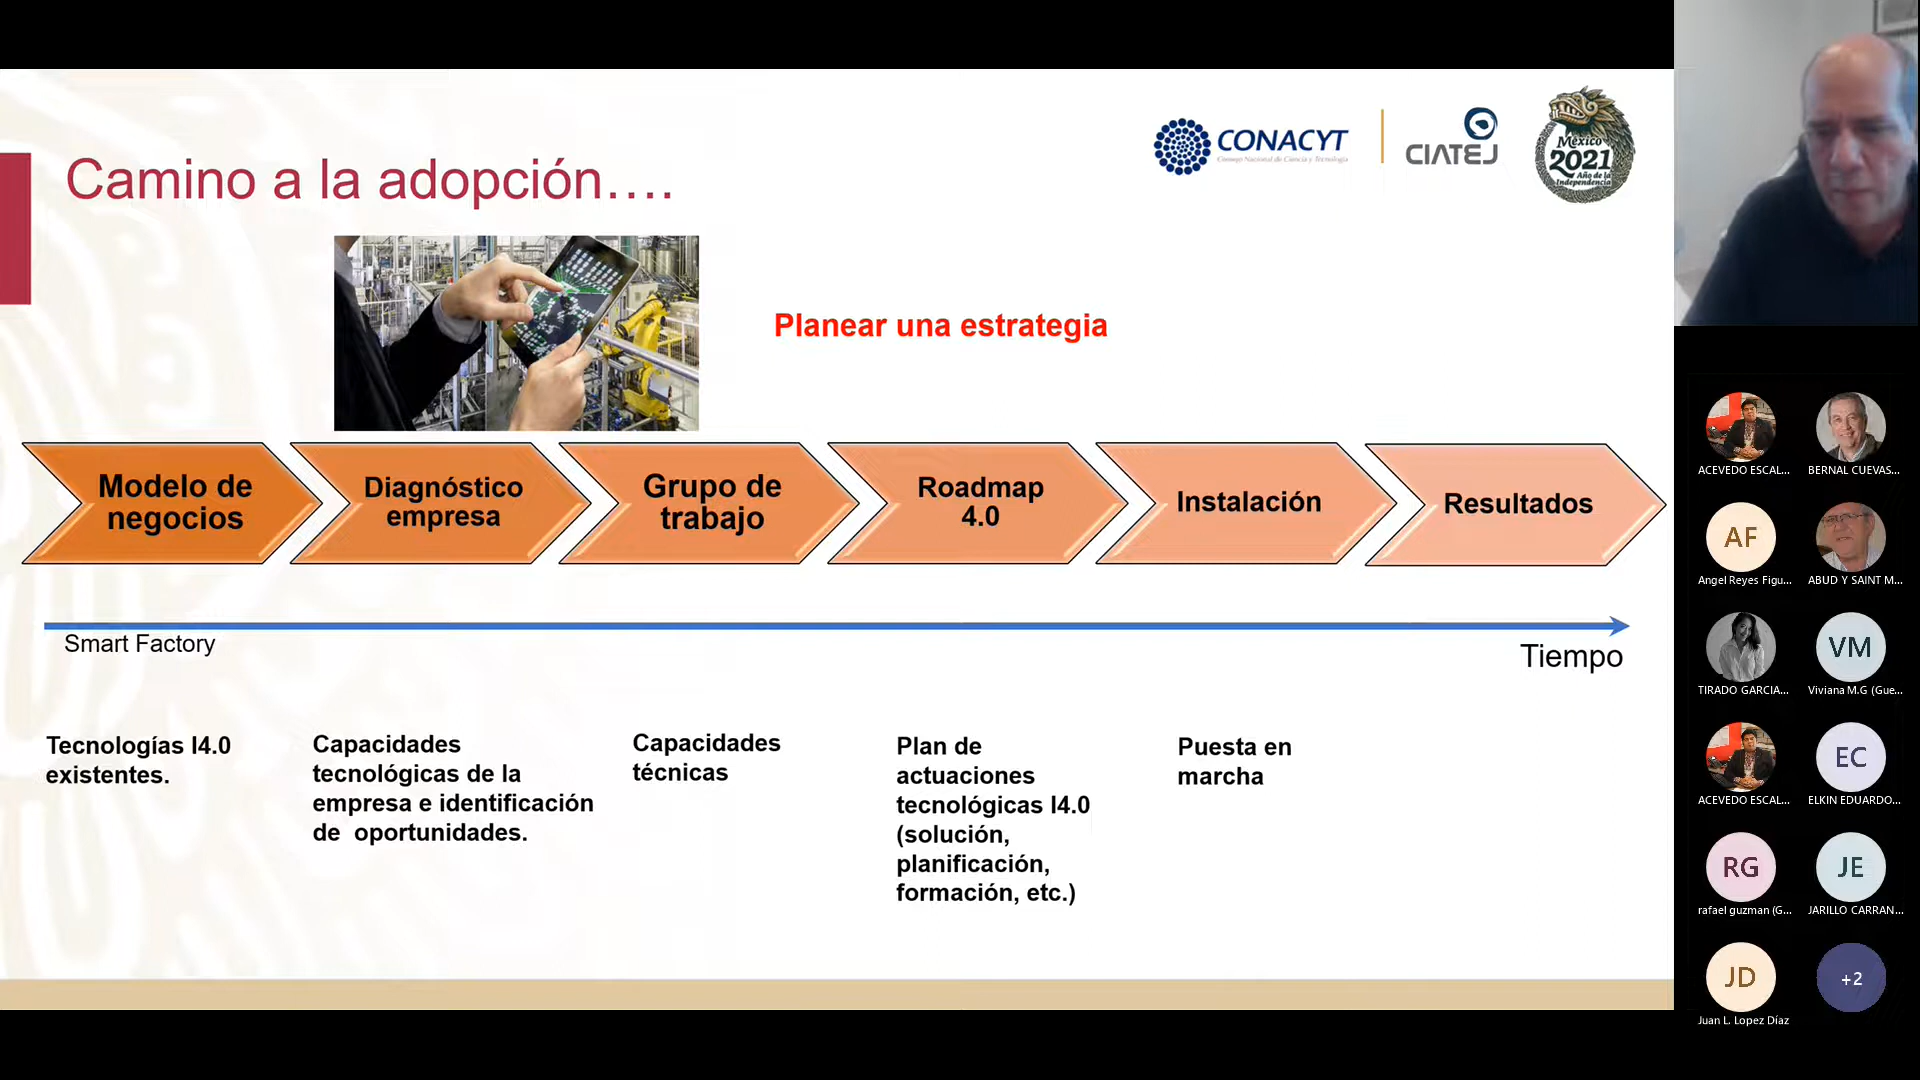 Camino a la adopción....
CONACYT
Consejo Nacional de Ciencia y Tecnología
CIATEJ
México
2021
Año de la
Independencia
Planear una estrategia
Modelo de
negocios
Diagnóstico
empresa
Grupo de
trabajo
Roadmap
4.0
Instalación
Resultados
Smart Factory
Tiempo
Tecnologías I4.0
existentes.
Capacidades
tecnológicas de la
empresa e identificación
de oportunidades.
Capacidades
técnicas
Plan de
actuaciones
tecnológicas I4.0
(solución,
planificación,
formación, etc.)
Puesta en
marcha
ACEVEDO ESCAL...
BERNAL CUEVAS...
AF
Angel Reyes Figu...
ABUD Y SAINT M...
TIRADO GARCIA...
VM
Viviana M.G (Gue...
ACEVEDO ESCAL...
EC
ELKIN EDUARDO...
RG
rafael guzman (G...
JE
JARILLO CARRAN...
JD
Juan L. Lopez Díaz
+2